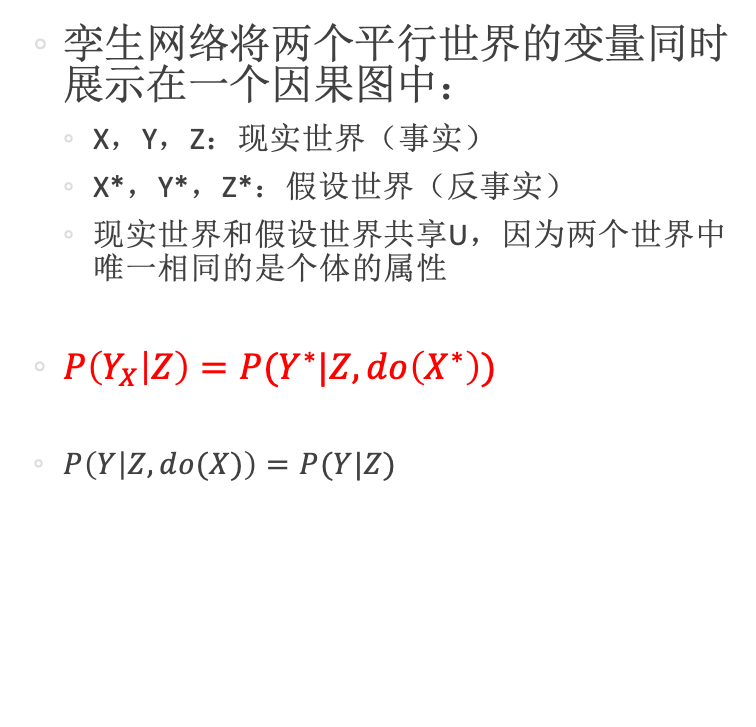 孪生网络将两个平行世界的变量同时
展示在一个因果图中：
X，Y，Z：现实世界（事实）
X*，Y*，Z*：假设世界（反事实）
现实世界和假设世界共享U，因为两个世界中
唯一相同的是个体的属性
P(Y_X|Z) = P(Y*|Z, do(X*))
P(Y|Z, do(X)) = P(Y|Z)